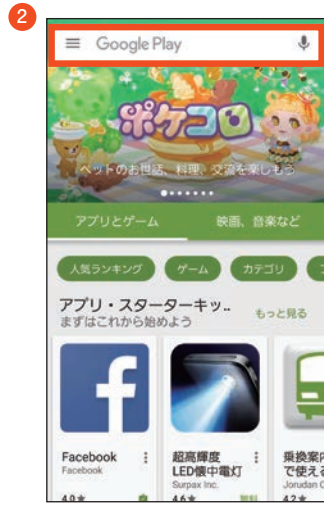 2
Google Play
ポケコロ
ペットのお世話、料理、交流を楽しもう
アプリとゲーム
映画、音楽など
人気ランキング
ゲーム
カテゴリ
アプリ・スターターキッ..
もっと見る
まずはこれから始めよう
Facebook
Facebook
4.0★
超高輝度
LED懐中電灯
Surpax Inc.
4.6★
無料
乗換案内
で使える
Jorudan C
4.2★